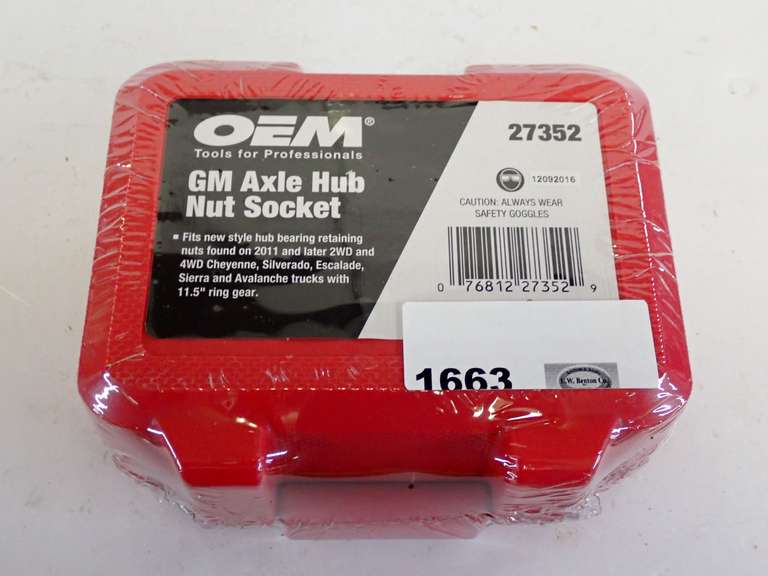 OEM®
Tools for Professionals
GM Axle Hub
Nut Socket
▪ Fits new style hub bearing retaining
nuts found on 2011 and later 2WD and
4WD Cheyenne, Silverado, Escalade,
Sierra and Avalanche trucks with
11.5" ring gear.
27352
12092016
CAUTION: ALWAYS WEAR
SAFETY GOGGLES
0 76812 27352 9
1663
E.W. Benton Co.